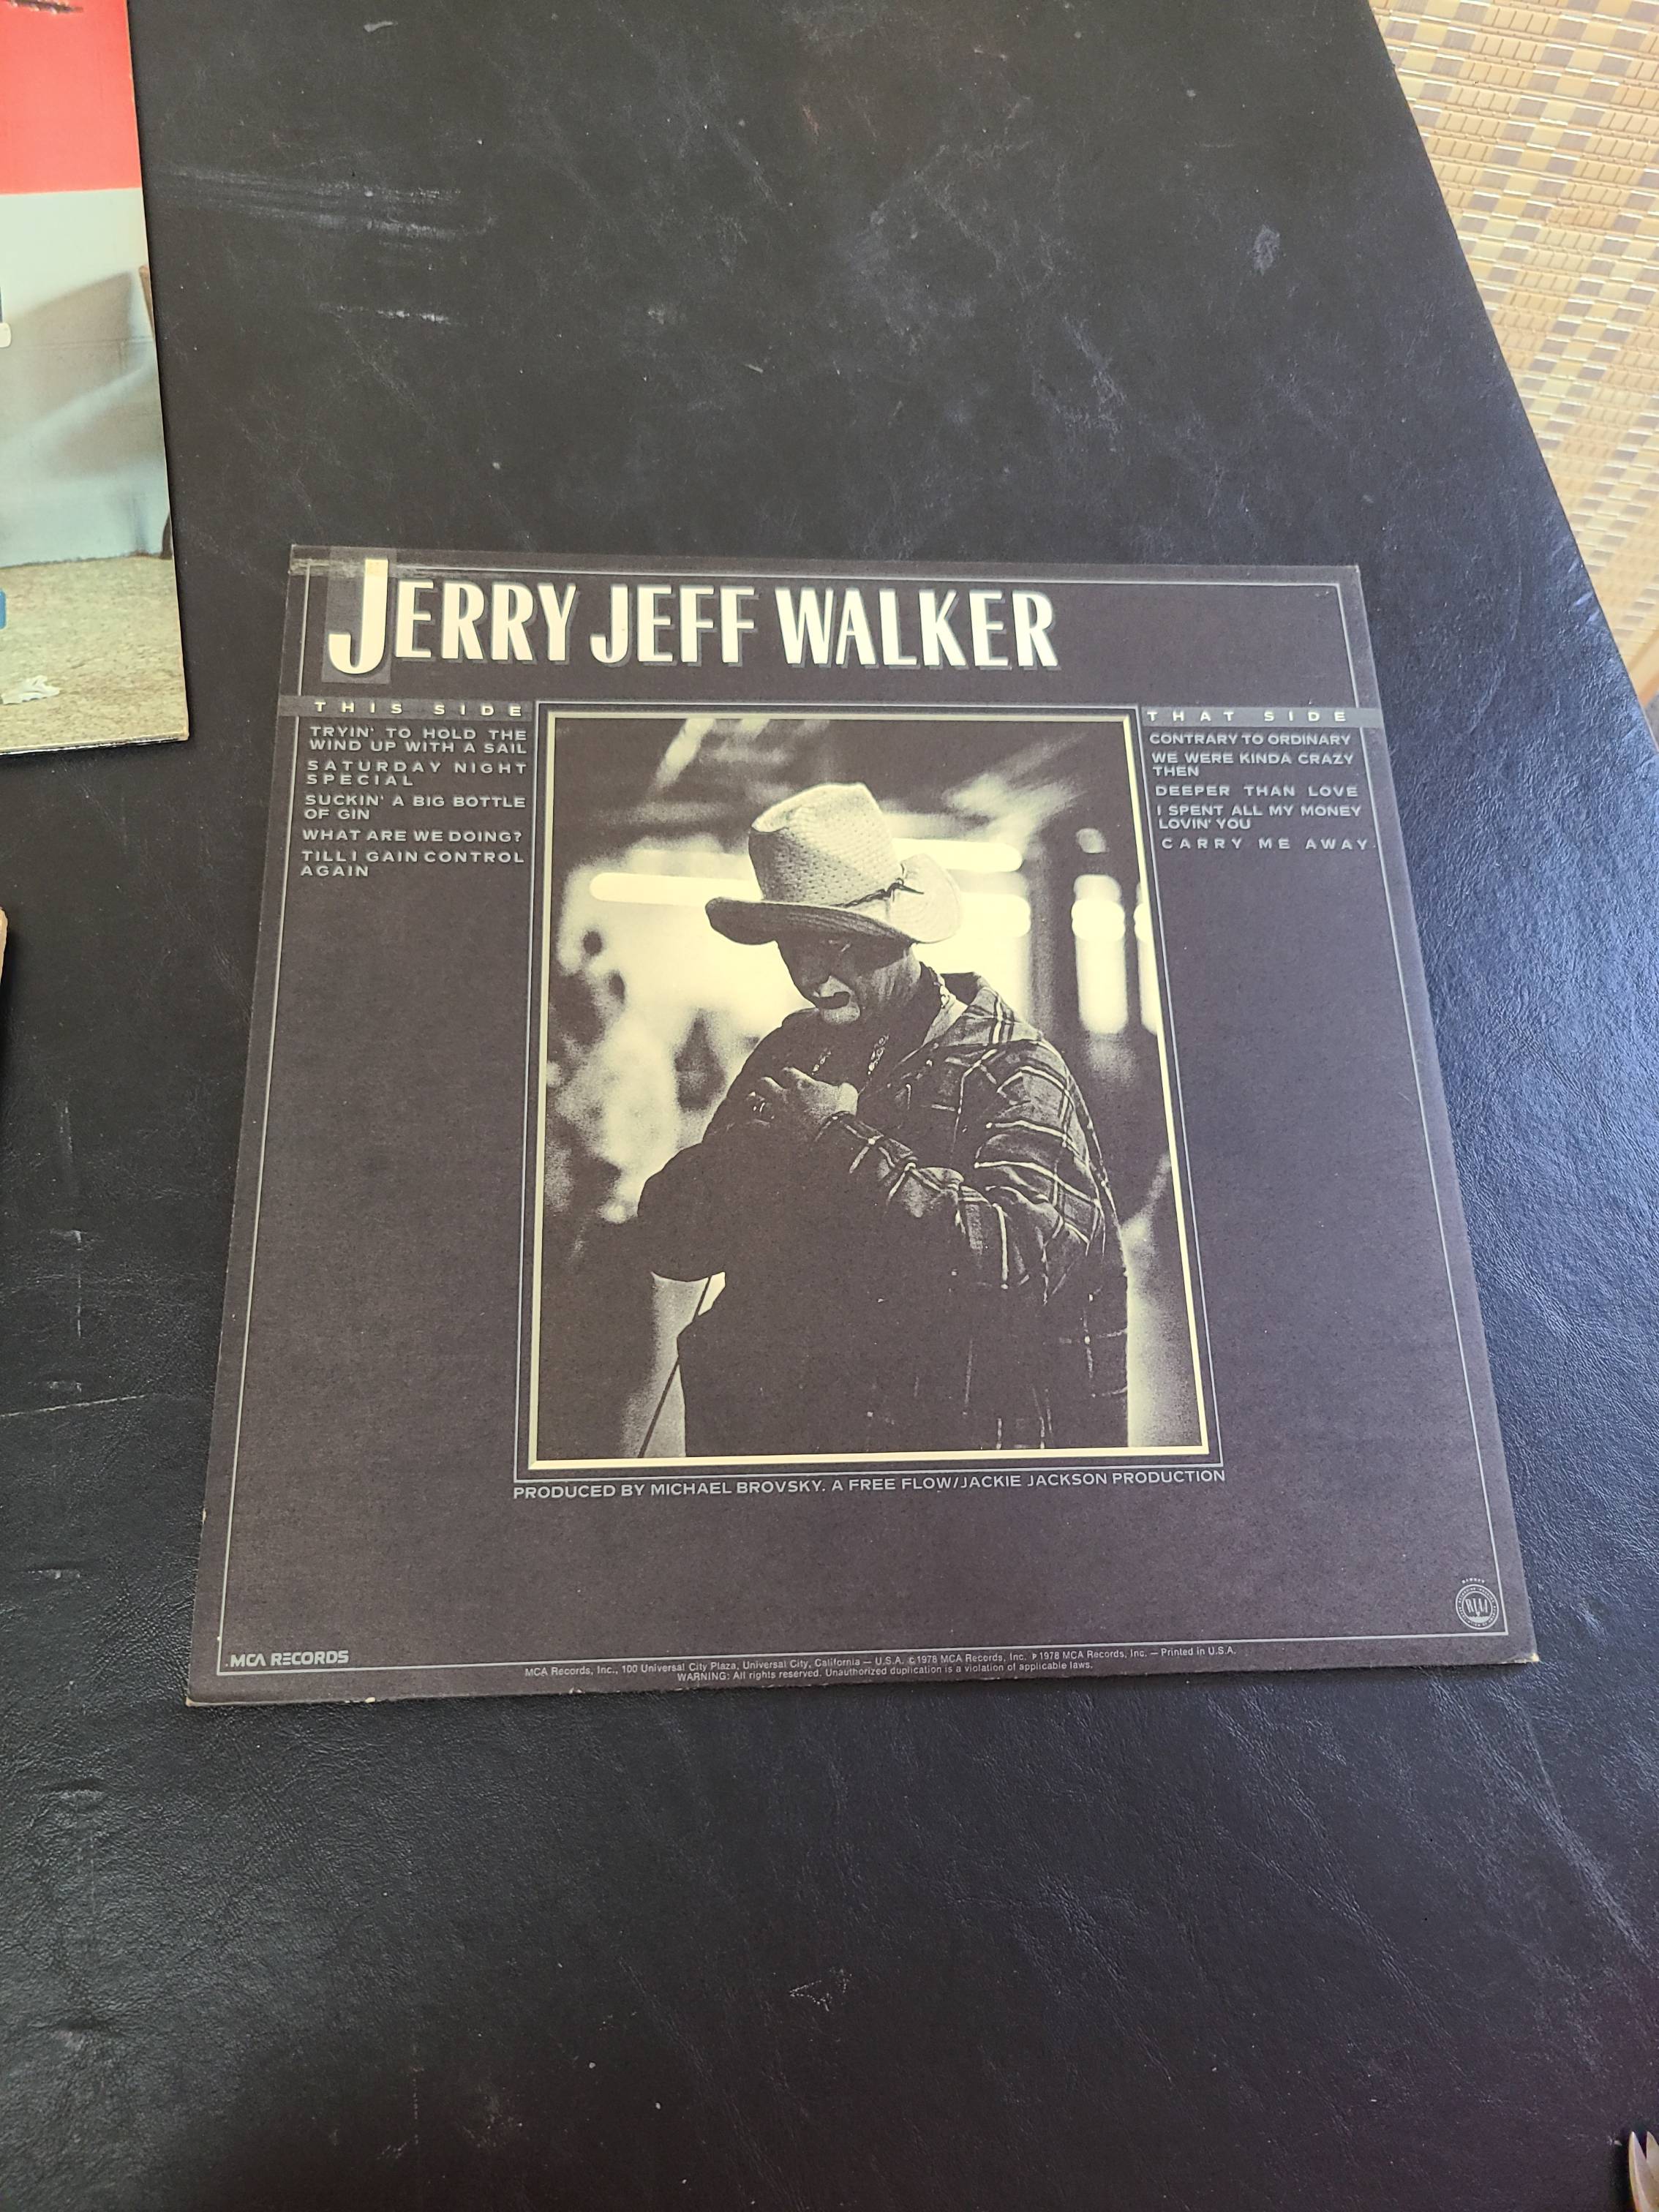 JERRY JEFF WALKER
THIS SIDE
TRYIN' TO HOLD THE
WIND UP WITH A SAIL
SATURDAY NIGHT
SPECIAL
SUCKIN' A BIG BOTTLE
OF GIN
WHAT ARE WE DOING?
TILL I GAIN CONTROL
AGAIN
THAT SIDE
CONTRARY TO ORDINARY
WE WERE KINDA CRAZY
THEN
DEEPER THAN LOVE
I SPENT ALL MY MONEY
LOVIN' YOU
CARRY ME AWAY
PRODUCED BY MICHAEL BROVSKY. A FREE FLOW/JACKIE JACKSON PRODUCTION
MCA RECORDS
MCA Records, Inc., 100 Universal City Plaza, Universal City, California — U.S.A. ©1978 MCA Records, Inc. ℗1978 MCA Records, Inc. — Printed in U.S.A.
WARNING: All rights reserved. Unauthorized duplication is a violation of applicable laws.